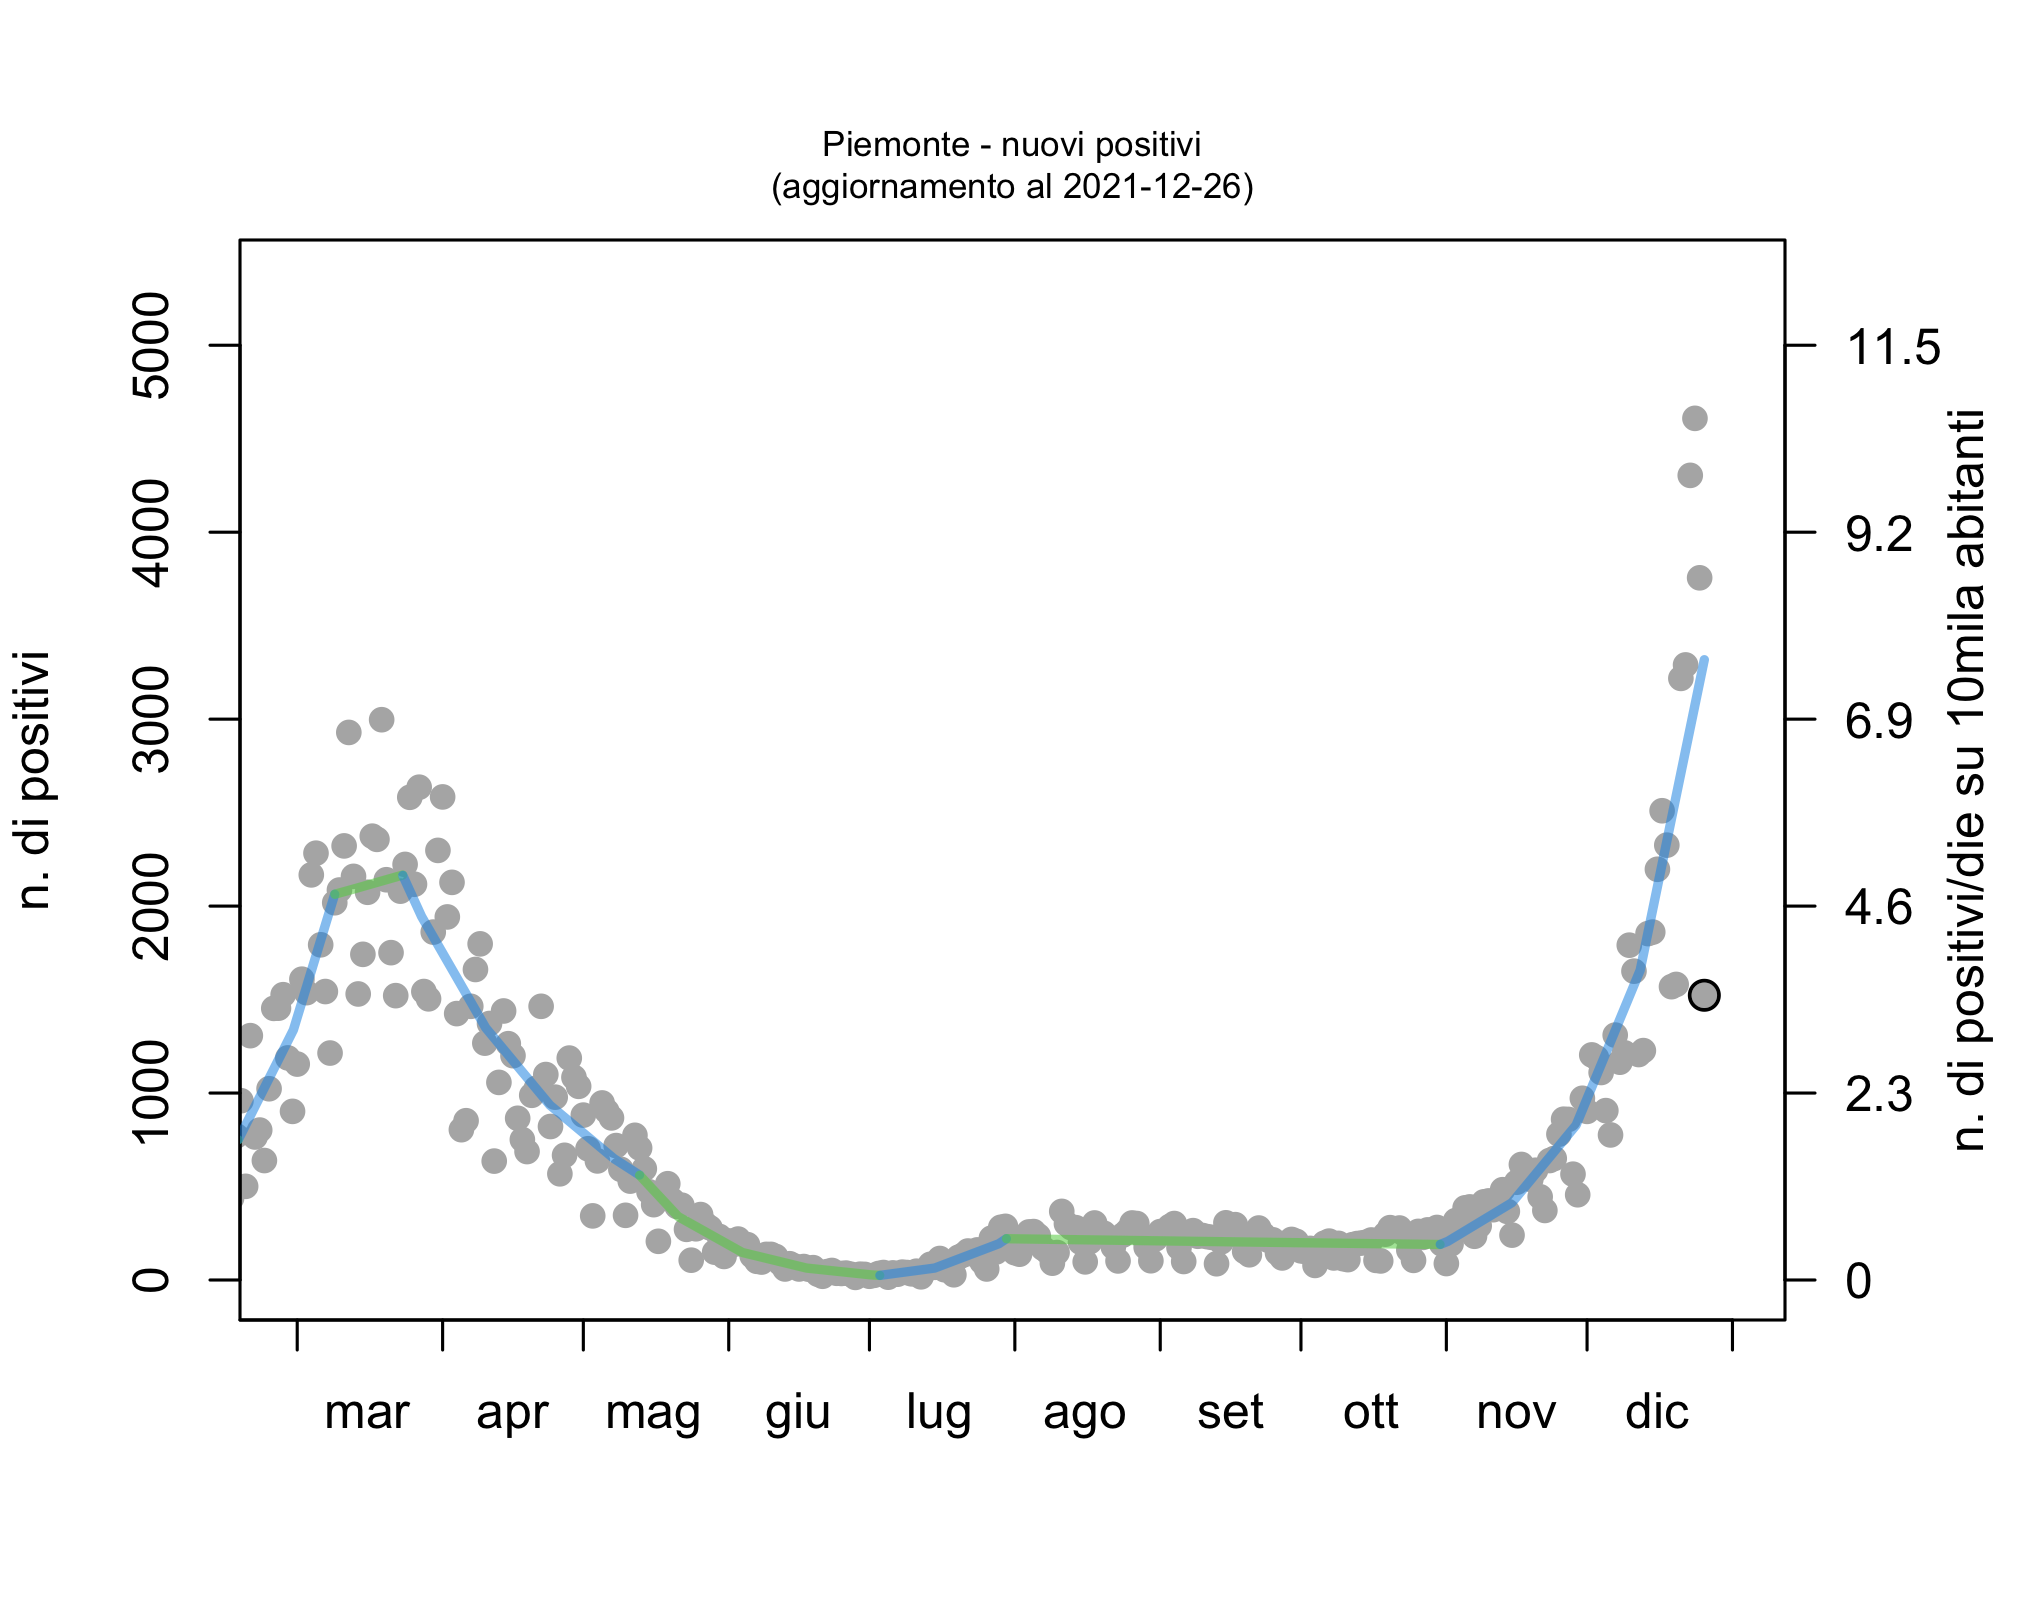 Piemonte - nuovi positivi
(aggiornamento al 2021-12-26)
n. di positivi
5000
4000
3000
2000
1000
0
11.5
9.2
6.9
4.6
2.3
0
n. di positivi/die su 10mila abitanti
mar apr mag giu lug ago set ott nov dic